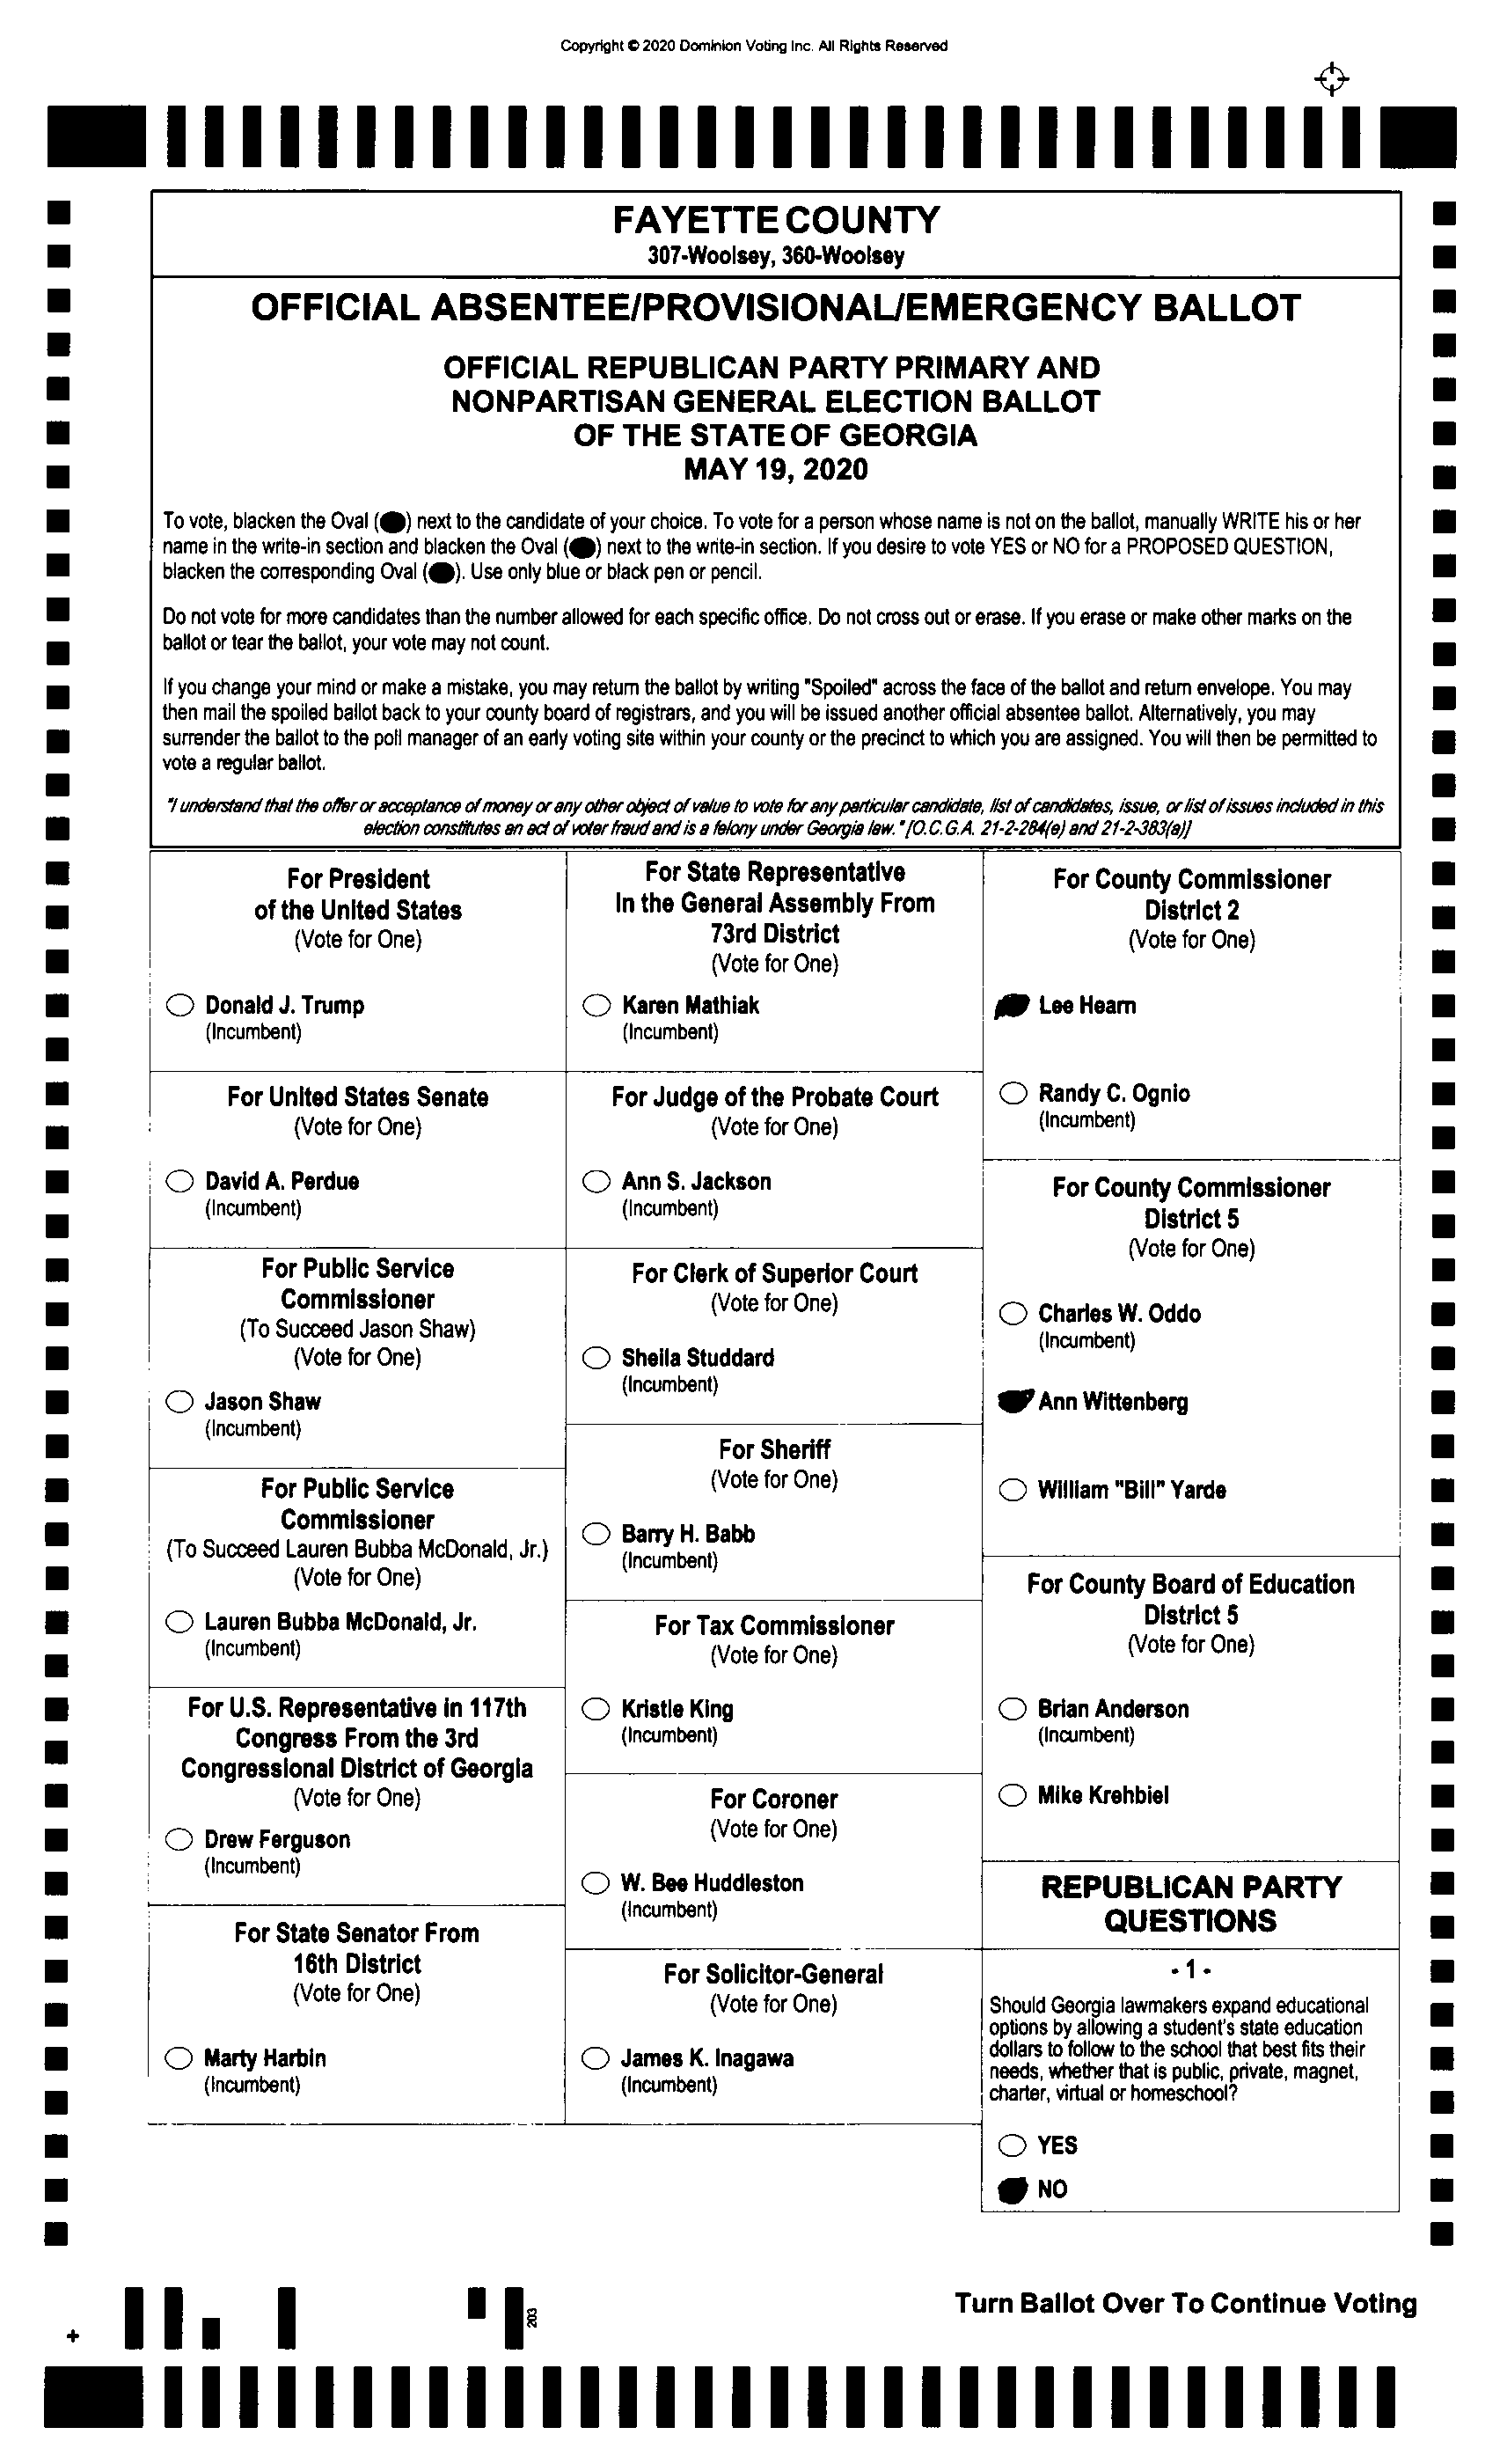 Copyright © 2020 Dominion Voting Inc. All Rights Reserved
FAYETTE COUNTY
307-Woolsey, 360-Woolsey
OFFICIAL ABSENTEE/PROVISIONAL/EMERGENCY BALLOT
OFFICIAL REPUBLICAN PARTY PRIMARY AND
NONPARTISAN GENERAL ELECTION BALLOT
OF THE STATE OF GEORGIA
MAY 19, 2020
To vote, blacken the Oval ( ) next to the candidate of your choice. To vote for a person whose name is not on the ballot, manually WRITE his or her
name in the write-in section and blacken the Oval ( ) next to the write-in section. If you desire to vote YES or NO for a PROPOSED QUESTION,
blacken the corresponding Oval ( ). Use only blue or black pen or pencil.
Do not vote for more candidates than the number allowed for each specific office. Do not cross out or erase. If you erase or make other marks on the
ballot or tear the ballot, your vote may not count.
If you change your mind or make a mistake, you may return the ballot by writing "Spoiled" across the face of the ballot and return envelope. You may
then mail the spoiled ballot back to your county board of registrars, and you will be issued another official absentee ballot. Alternatively, you may
surrender the ballot to the poll manager of an early voting site within your county or the precinct to which you are assigned. You will then be permitted to
vote a regular ballot.
"I understand that the offer or acceptance of money or any other object of value to vote for any particular candidate, list of candidates, issue, or list of issues included in this
election constitutes an act of voter fraud and is a felony under Georgia law." [O.C.G.A. 21-2-284(e) and 21-2-383(a)]
For President
of the United States
(Vote for One)
Donald J. Trump
(Incumbent)
For United States Senate
(Vote for One)
David A. Perdue
(Incumbent)
For Public Service
Commissioner
(To Succeed Jason Shaw)
(Vote for One)
Jason Shaw
(Incumbent)
For Public Service
Commissioner
(To Succeed Lauren Bubba McDonald, Jr.)
(Vote for One)
Lauren Bubba McDonald, Jr.
(Incumbent)
For U.S. Representative in 117th
Congress From the 3rd
Congressional District of Georgia
(Vote for One)
Drew Ferguson
(Incumbent)
For State Senator From
16th District
(Vote for One)
Marty Harbin
(Incumbent)
For State Representative
In the General Assembly From
73rd District
(Vote for One)
Karen Mathiak
(Incumbent)
For Judge of the Probate Court
(Vote for One)
Ann S. Jackson
(Incumbent)
For Clerk of Superior Court
(Vote for One)
Sheila Studdard
(Incumbent)
For Sheriff
(Vote for One)
Barry H. Babb
(Incumbent)
For Tax Commissioner
(Vote for One)
Kristie King
(Incumbent)
For Coroner
(Vote for One)
W. Bee Huddleston
(Incumbent)
For Solicitor-General
(Vote for One)
James K. Inagawa
(Incumbent)
For County Commissioner
District 2
(Vote for One)
Lee Hearn
Randy C. Ognio
(Incumbent)
For County Commissioner
District 5
(Vote for One)
Charles W. Oddo
(Incumbent)
Ann Wittenberg
William "Bill" Yarde
For County Board of Education
District 5
(Vote for One)
Brian Anderson
(Incumbent)
Mike Krehbiel
REPUBLICAN PARTY
QUESTIONS
- 1 -
Should Georgia lawmakers expand educational
options by allowing a student's state education
dollars to follow to the school that best fits their
needs, whether that is public, private, magnet,
charter, virtual or homeschool?
YES
NO
Turn Ballot Over To Continue Voting
203